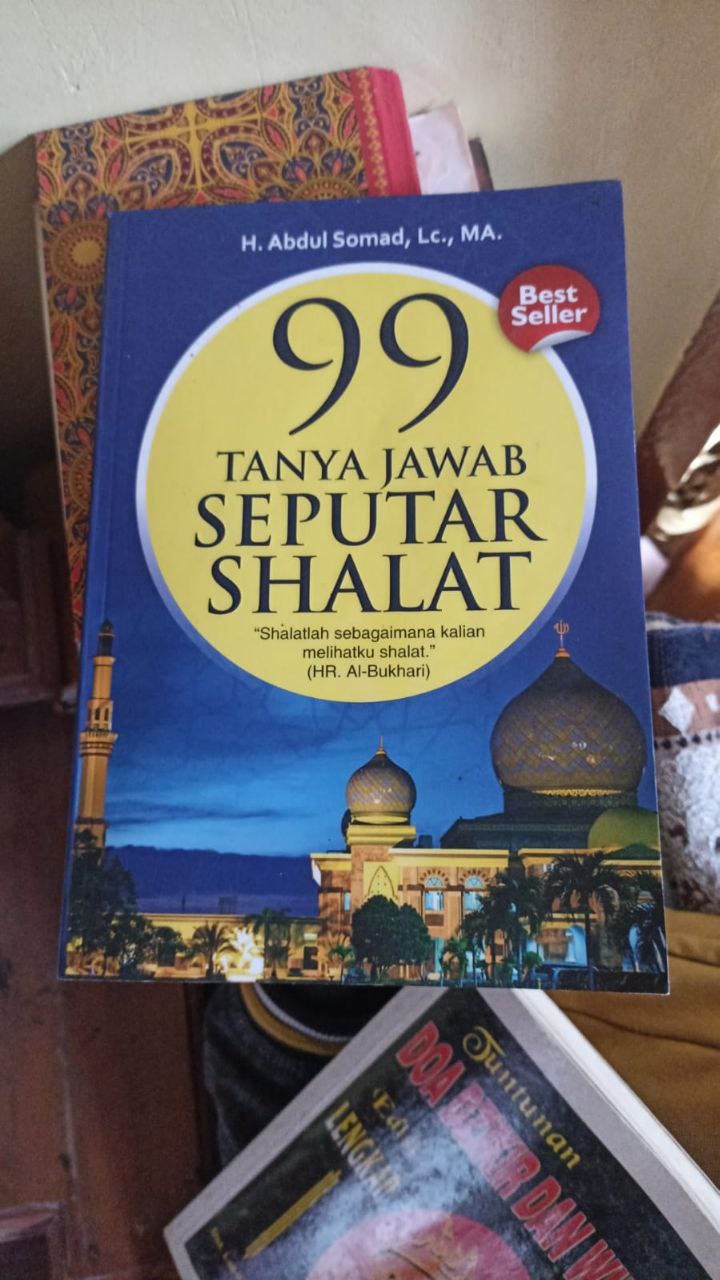 H. Abdul Somad, Lc., MA.
Best
Seller
99
TANYA JAWAB
SEPUTAR
SHALAT
“Shalatlah sebagaimana kalian
melihatku shalat.”
(HR. Al-Bukhari)
Tuntunan
DOA DAN
LENGKAP